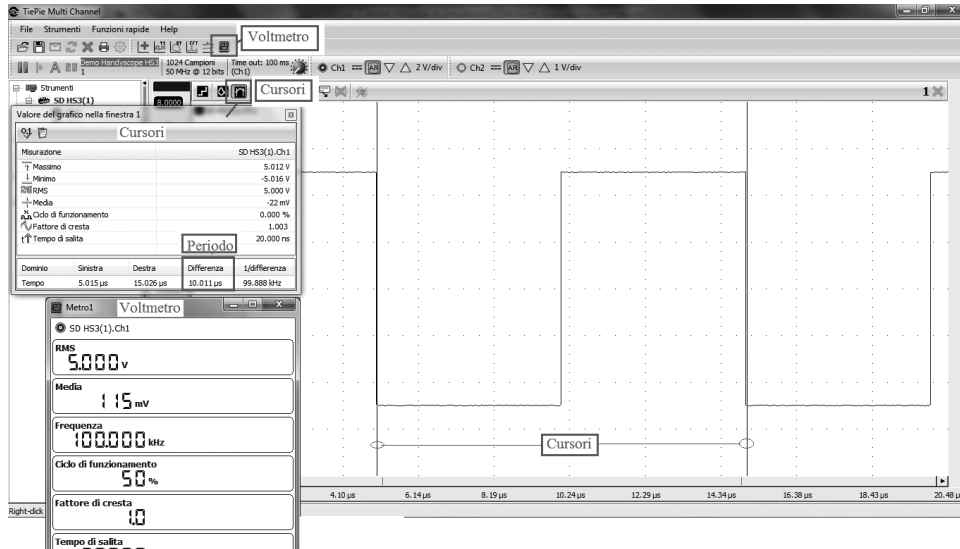 TiePie Multi Channel
File Strumenti Funzioni rapide Help
Voltmetro
Demo Handyscope HS3
1
1024 Campioni
50 MHz @ 12 bits
Time out: 100 ms
(Ch1)
Ch1 AR 2 V/div
Ch2 AR 1 V/div
Strumenti
SD HS3(1)
8.0000
Cursori
1
Valore del grafico nella finestra 1
Cursori
Misurazione SD HS3(1).Ch1
Massimo 5.012 V
Minimo -5.016 V
RMS 5.000 V
Media -22 mV
Ciclo di funzionamento 0.000 %
Fattore di cresta 1.003
Tempo di salita 20.000 ns
Periodo
Dominio Sinistra Destra Differenza 1/differenza
Tempo 5.015 µs 15.026 µs 10.011 µs 99.888 kHz
Metro1
Voltmetro
SD HS3(1).Ch1
RMS
5.000 V
Media
115 mV
Frequenza
100.000 kHz
Ciclo di funzionamento
50 %
Fattore di cresta
1.0
Tempo di salita
Cursori
4.10 µs 6.14 µs 8.19 µs 10.24 µs 12.29 µs 14.34 µs 16.38 µs 18.43 µs 20.48 µ
Right-click